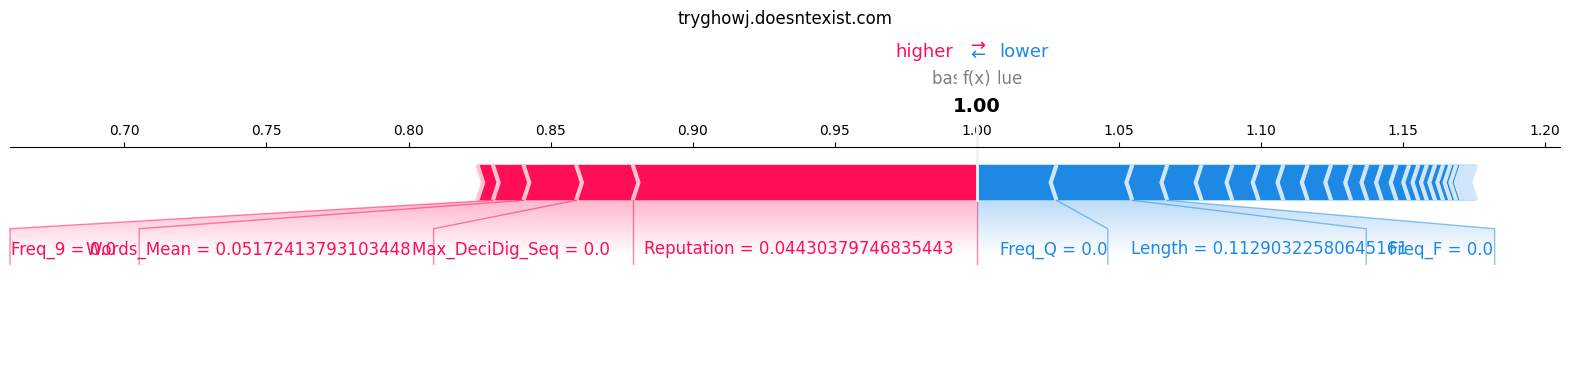 tryghowj.doesntexist.com
higher → ← lower
f(x) lue
1.00
0.70 0.75 0.80 0.85 0.90 0.95 1.00 1.05 1.10 1.15 1.20
Freq_9 = 0.0 Words_Mean = 0.05172413793103448 Max_DeciDig_Seq = 0.0 Reputation = 0.04430379746835443 Freq_Q = 0.0 Length = 0.11290322580645161 Freq_F = 0.0